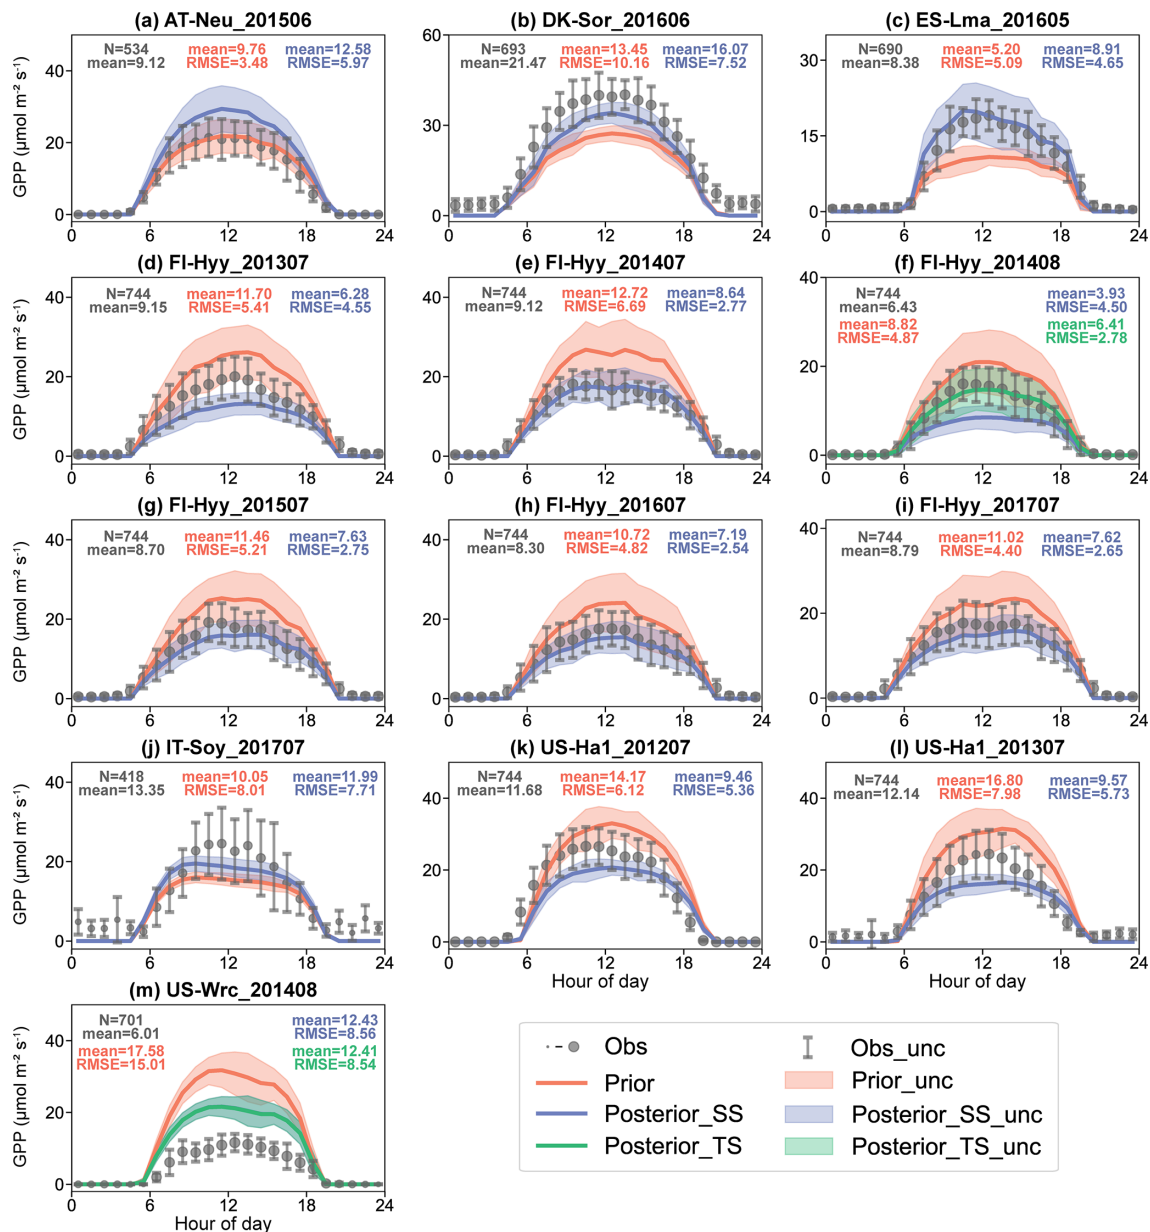 (a) AT-Neu_201506
(b) DK-Sor_201606
(c) ES-Lma_201605
GPP (μmol m⁻² s⁻¹)
N=534 mean=9.76 mean=12.58
mean=9.12 RMSE=3.48 RMSE=5.97
40
20
0
0 6 12 18 24
N=693 mean=13.45 mean=16.07
mean=21.47 RMSE=10.16 RMSE=7.52
60
30
0
0 6 12 18 24
N=690 mean=5.20 mean=8.91
mean=8.38 RMSE=5.09 RMSE=4.65
30
15
0
0 6 12 18 24
(d) FI-Hyy_201307
(e) FI-Hyy_201407
(f) FI-Hyy_201408
GPP (μmol m⁻² s⁻¹)
N=744 mean=11.70 mean=6.28
mean=9.15 RMSE=5.41 RMSE=4.55
40
20
0
0 6 12 18 24
N=744 mean=12.72 mean=8.64
mean=9.12 RMSE=6.69 RMSE=2.77
40
20
0
0 6 12 18 24
N=744 mean=3.93
mean=6.43 RMSE=4.50
mean=8.82 mean=6.41
RMSE=4.87 RMSE=2.78
40
20
0
0 6 12 18 24
(g) FI-Hyy_201507
(h) FI-Hyy_201607
(i) FI-Hyy_201707
GPP (μmol m⁻² s⁻¹)
N=744 mean=11.46 mean=7.63
mean=8.70 RMSE=5.21 RMSE=2.75
40
20
0
0 6 12 18 24
N=744 mean=10.72 mean=7.19
mean=8.30 RMSE=4.82 RMSE=2.54
40
20
0
0 6 12 18 24
N=744 mean=11.02 mean=7.62
mean=8.79 RMSE=4.40 RMSE=2.65
40
20
0
0 6 12 18 24
(j) IT-Soy_201707
(k) US-Ha1_201207
(l) US-Ha1_201307
GPP (μmol m⁻² s⁻¹)
N=418 mean=10.05 mean=11.99
mean=13.35 RMSE=8.01 RMSE=7.71
40
20
0
0 6 12 18 24
N=744 mean=14.17 mean=9.46
mean=11.68 RMSE=6.12 RMSE=5.36
40
20
0
0 6 12 18 24
Hour of day
N=744 mean=16.80 mean=9.57
mean=12.14 RMSE=7.98 RMSE=5.73
40
20
0
0 6 12 18 24
Hour of day
(m) US-Wrc_201408
GPP (μmol m⁻² s⁻¹)
N=701 mean=12.43
mean=6.01 RMSE=8.56
mean=17.58 mean=12.41
RMSE=15.01 RMSE=8.54
40
20
0
0 6 12 18 24
Hour of day
Obs Obs_unc
Prior Prior_unc
Posterior_SS Posterior_SS_unc
Posterior_TS Posterior_TS_unc